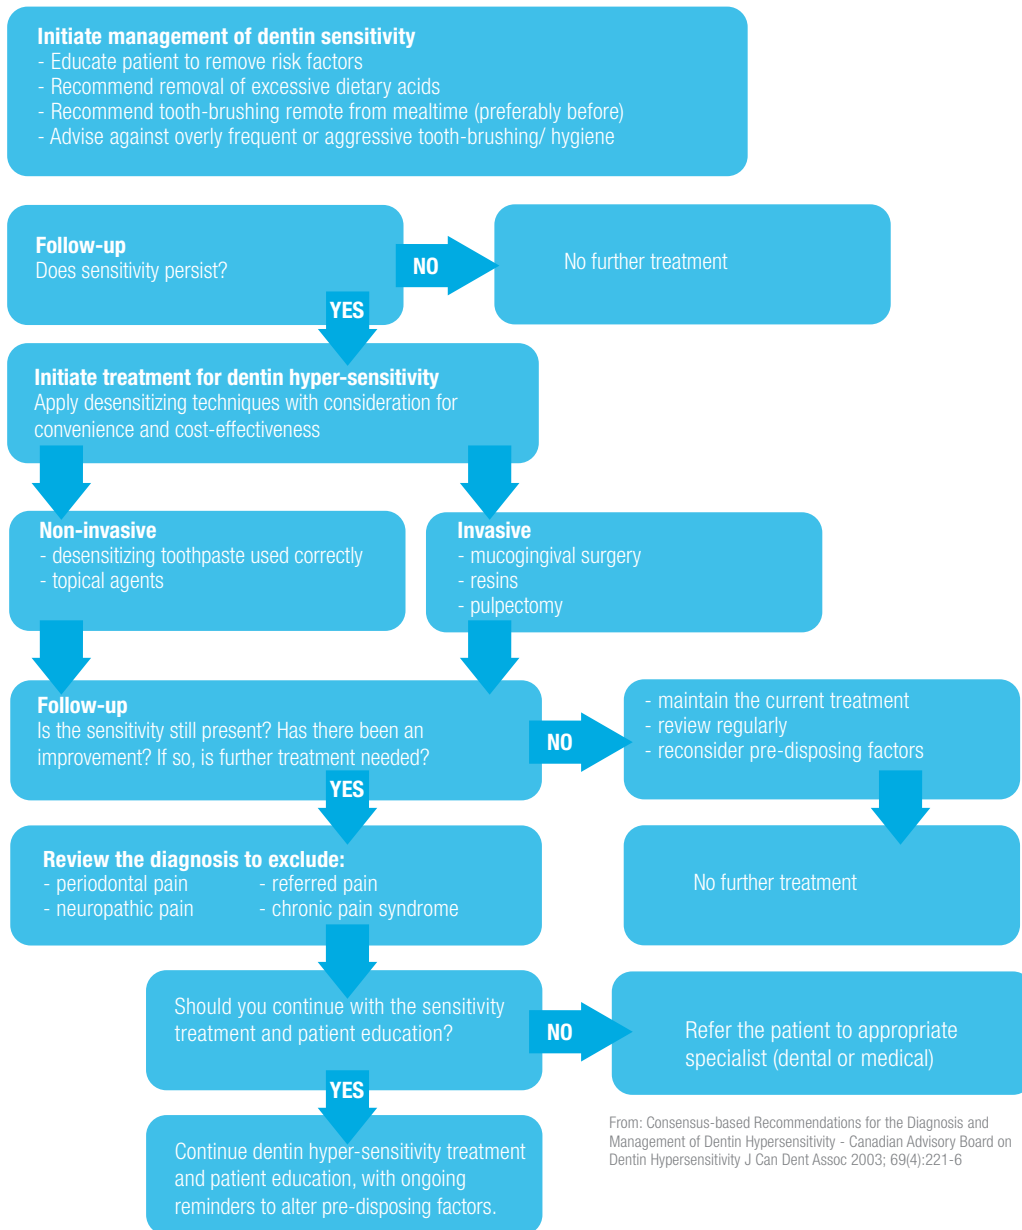 Initiate management of dentin sensitivity
- Educate patient to remove risk factors
- Recommend removal of excessive dietary acids
- Recommend tooth-brushing remote from mealtime (preferably before)
- Advise against overly frequent or aggressive tooth-brushing/ hygiene
Follow-up
Does sensitivity persist?
NO
No further treatment
YES
Initiate treatment for dentin hyper-sensitivity
Apply desensitizing techniques with consideration for
convenience and cost-effectiveness
Non-invasive
- desensitizing toothpaste used correctly
- topical agents
Invasive
- mucogingival surgery
- resins
- pulpectomy
Follow-up
Is the sensitivity still present? Has there been an
improvement? If so, is further treatment needed?
NO
- maintain the current treatment
- review regularly
- reconsider pre-disposing factors
YES
Review the diagnosis to exclude:
- periodontal pain
- referred pain
- neuropathic pain
- chronic pain syndrome
No further treatment
Should you continue with the sensitivity
treatment and patient education?
NO
Refer the patient to appropriate
specialist (dental or medical)
YES
Continue dentin hyper-sensitivity treatment
and patient education, with ongoing
reminders to alter pre-disposing factors.
From: Consensus-based Recommendations for the Diagnosis and
Management of Dentin Hypersensitivity - Canadian Advisory Board on
Dentin Hypersensitivity J Can Dent Assoc 2003; 69(4):221-6